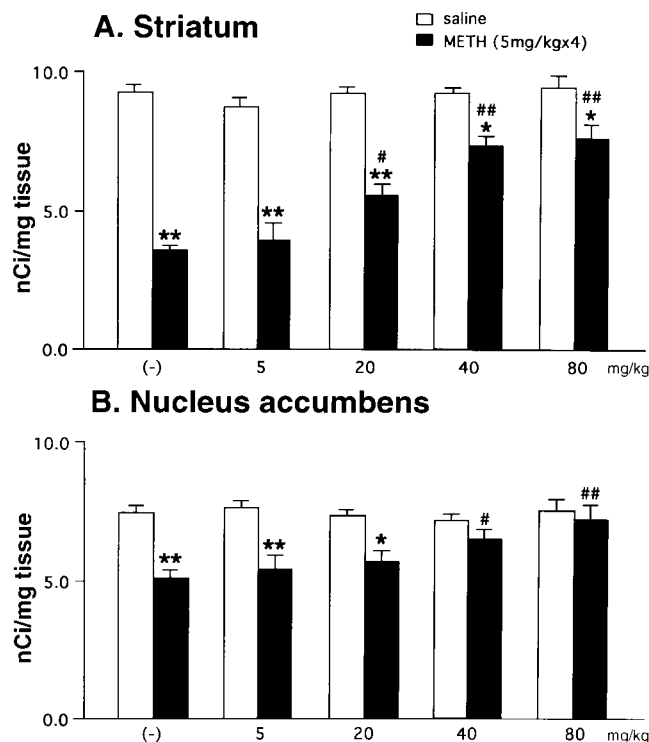 A. Striatum
saline
METH (5mg/kgx4)
10.0
5.0
0.0
nCi/mg tissue
** ** # ** ## * ## *
(-) 5 20 40 80 mg/kg
B. Nucleus accumbens
10.0
5.0
0.0
nCi/mg tissue
** ** * # ##
(-) 5 20 40 80 mg/kg